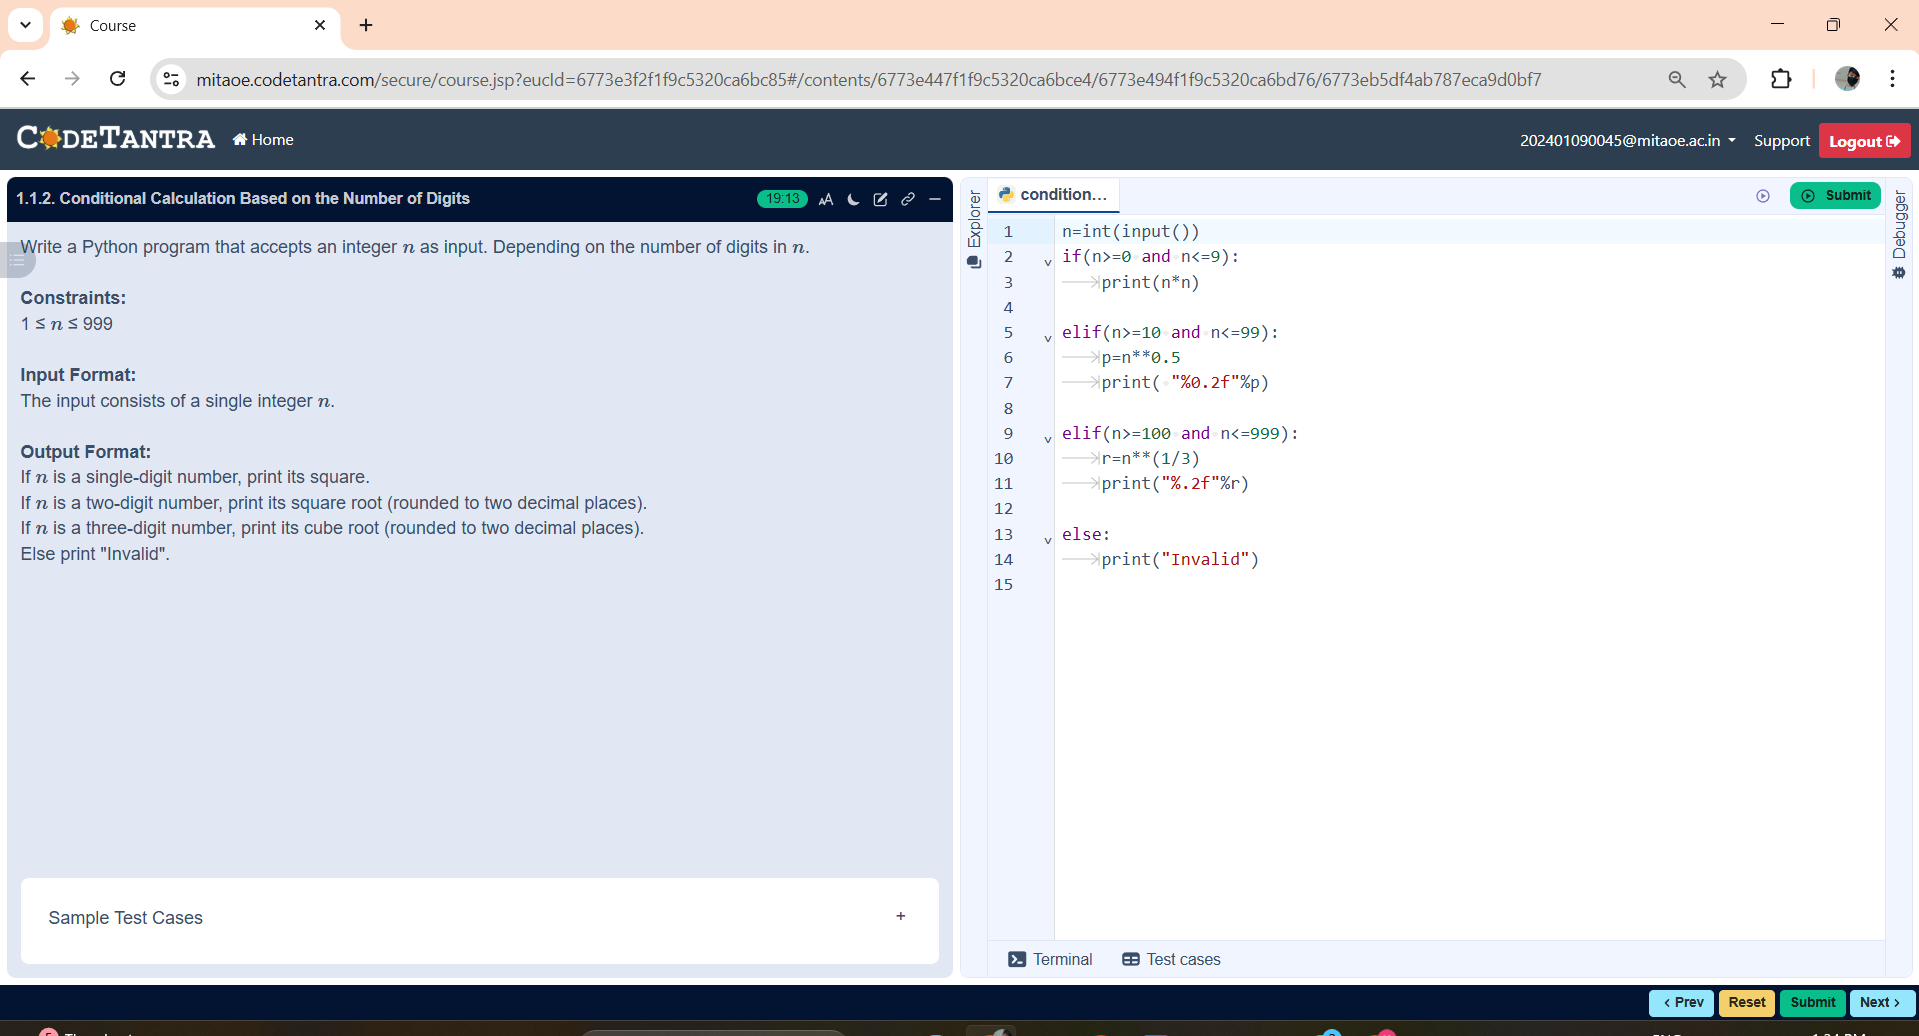 Course
mitaoe.codetantra.com/secure/course.jsp?eucId=6773e3f2f1f9c5320ca6bc85#/contents/6773e447f1f9c5320ca6bce4/6773e494f1f9c5320ca6bd76/6773eb5df4ab787eca9d0bf7
CODETANTRA Home
202401090045@mitaoe.ac.in Support Logout
1.1.2. Conditional Calculation Based on the Number of Digits
19:13
AA
Write a Python program that accepts an integer n as input. Depending on the number of digits in n.
Constraints:
1 ≤ n ≤ 999
Input Format:
The input consists of a single integer n.
Output Format:
If n is a single-digit number, print its square.
If n is a two-digit number, print its square root (rounded to two decimal places).
If n is a three-digit number, print its cube root (rounded to two decimal places).
Else print "Invalid".
Sample Test Cases +
Explorer
condition...
Submit
Debugger
1 n=int(input())
2 if(n>=0 and n<=9):
3 print(n*n)
4
5 elif(n>=10 and n<=99):
6 p=n**0.5
7 print( "%0.2f"%p)
8
9 elif(n>=100 and n<=999):
10 r=n**(1/3)
11 print("%.2f"%r)
12
13 else:
14 print("Invalid")
15
Terminal Test cases
< Prev Reset Submit Next >